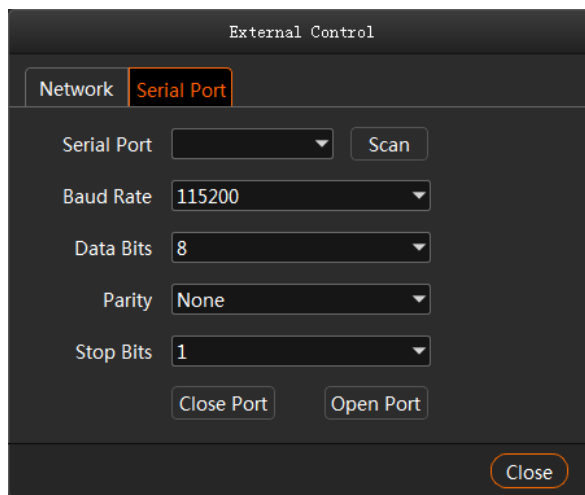 External Control
Network Serial Port
Serial Port Scan
Baud Rate 115200
Data Bits 8
Parity None
Stop Bits 1
Close Port Open Port
Close